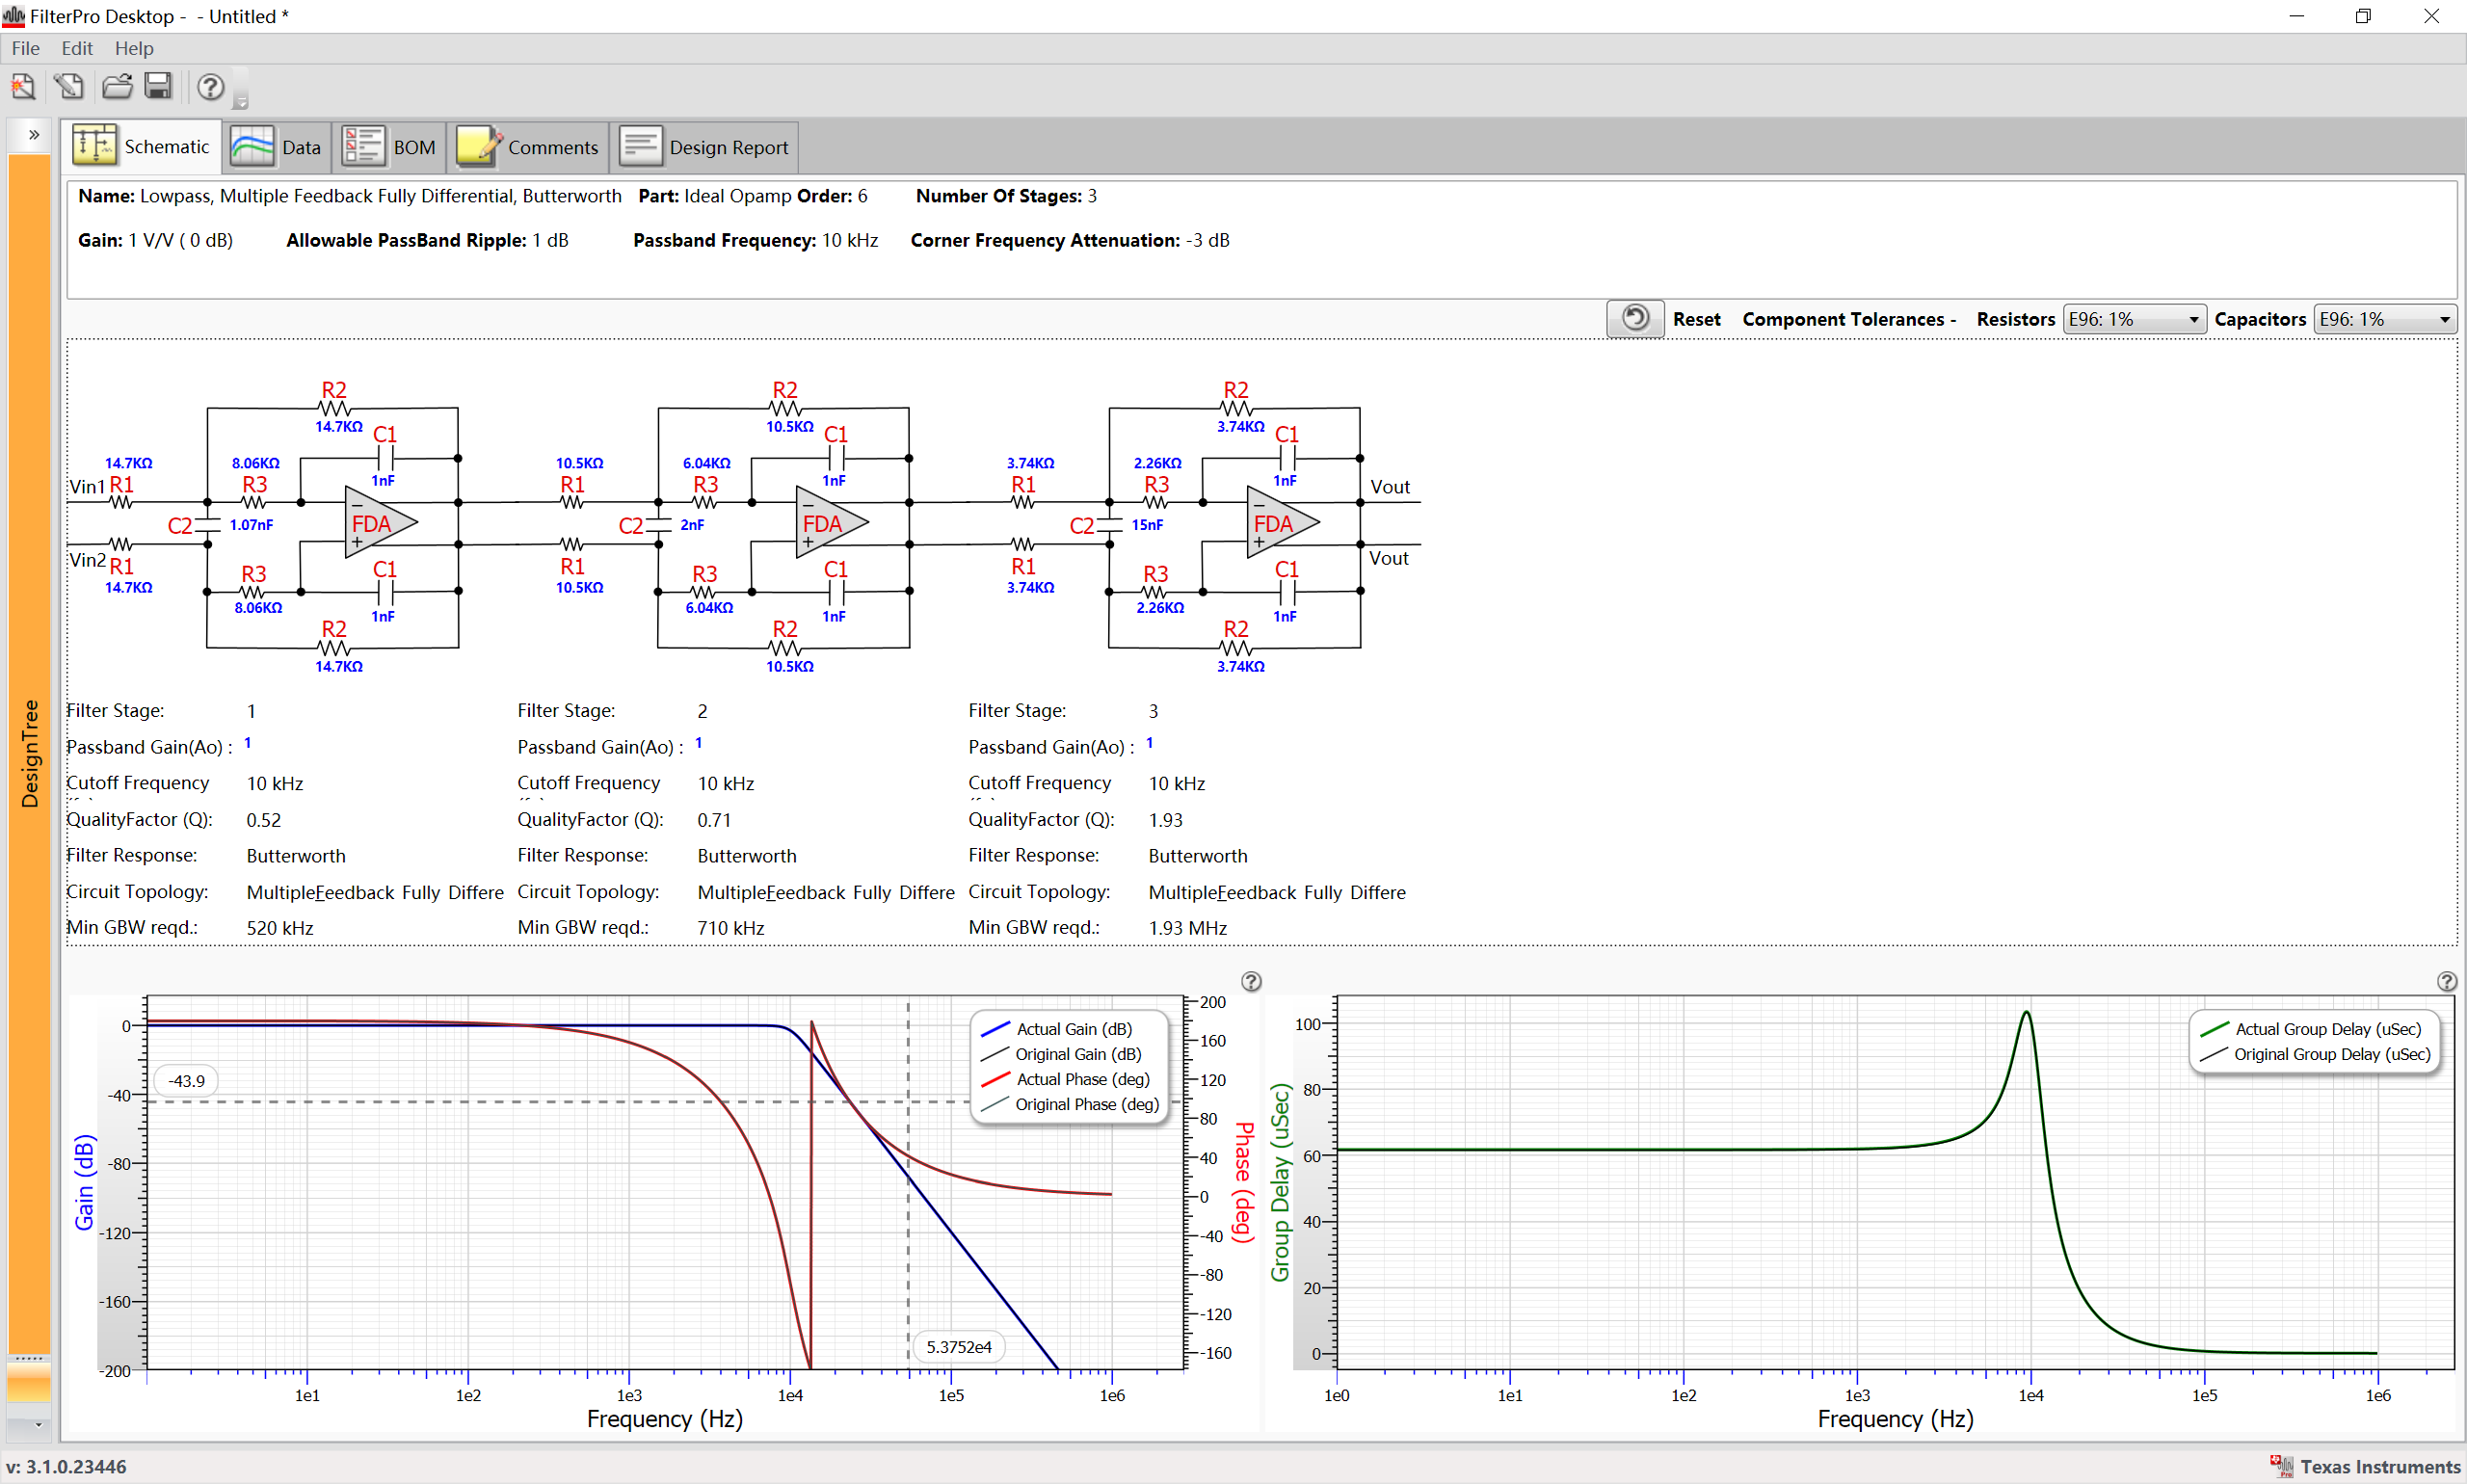 FilterPro Desktop -  - Untitled *
File Edit Help
Schematic Data BOM Comments Design Report
Name: Lowpass, Multiple Feedback Fully Differential, Butterworth Part: Ideal Opamp Order: 6 Number Of Stages: 3
Gain: 1 V/V ( 0 dB) Allowable PassBand Ripple: 1 dB Passband Frequency: 10 kHz Corner Frequency Attenuation: -3 dB
Reset Component Tolerances - Resistors E96: 1% Capacitors E96: 1%
DesignTree
R2 R2 R2
14.7KΩ 10.5KΩ 3.74KΩ
C1 C1 C1
14.7KΩ 8.06KΩ 10.5KΩ 6.04KΩ 3.74KΩ 2.26KΩ
1nF 1nF 1nF
Vin1 R1 R3 R1 R3 R1 R3 Vout
C2 1.07nF FDA C2 2nF FDA C2 15nF FDA
Vin2 R1 R1 R1 Vout
R3 C1 R3 C1 R3 C1
14.7KΩ 10.5KΩ 3.74KΩ
8.06KΩ 6.04KΩ 2.26KΩ
1nF 1nF 1nF
R2 R2 R2
14.7KΩ 10.5KΩ 3.74KΩ
Filter Stage: 1 Filter Stage: 2 Filter Stage: 3
Passband Gain(Ao) : 1 Passband Gain(Ao) : 1 Passband Gain(Ao) : 1
Cutoff Frequency 10 kHz Cutoff Frequency 10 kHz Cutoff Frequency 10 kHz
QualityFactor (Q): 0.52 QualityFactor (Q): 0.71 QualityFactor (Q): 1.93
Filter Response: Butterworth Filter Response: Butterworth Filter Response: Butterworth
Circuit Topology: MultipleFeedback Fully Differe Circuit Topology: MultipleFeedback Fully Differe Circuit Topology: MultipleFeedback Fully Differe
Min GBW reqd.: 520 kHz Min GBW reqd.: 710 kHz Min GBW reqd.: 1.93 MHz
Gain (dB)
0
-40
-80
-120
-160
-200
-43.9
5.3752e4
Actual Gain (dB)
Original Gain (dB)
Actual Phase (deg)
Original Phase (deg)
200
160
120
80
40
0
-40
-80
-120
-160
Phase (deg)
1e1 1e2 1e3 1e4 1e5 1e6
Frequency (Hz)
Group Delay (uSec)
100
80
60
40
20
0
Actual Group Delay (uSec)
Original Group Delay (uSec)
1e0 1e1 1e2 1e3 1e4 1e5 1e6
Frequency (Hz)
v: 3.1.0.23446
Texas Instruments